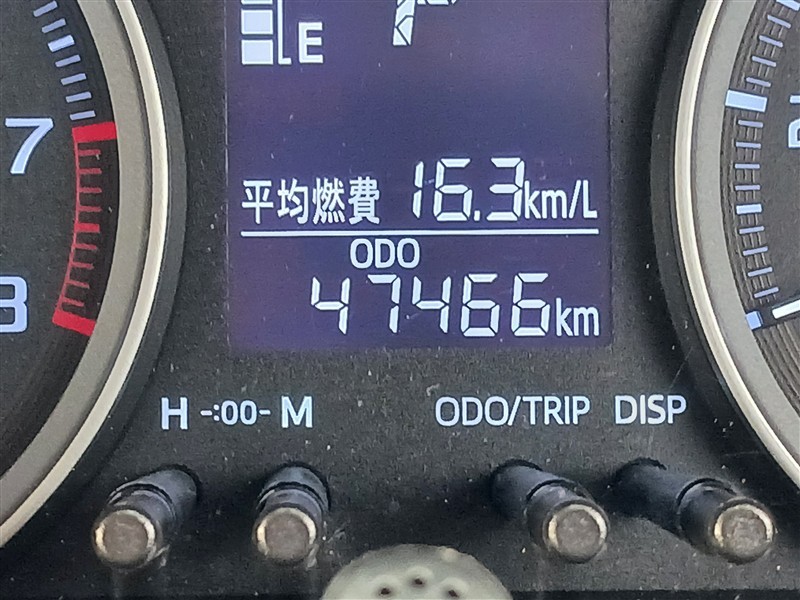 E
7
平均燃費 16.3km/L
ODO
47466km
8
H -:00- M ODO/TRIP DISP